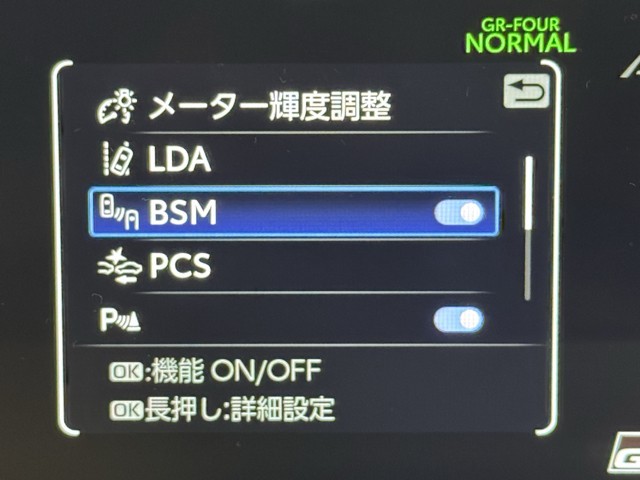 GR-FOUR
NORMAL
メーター輝度調整
LDA
BSM
PCS
P
OK:機能 ON/OFF
OK長押し:詳細設定